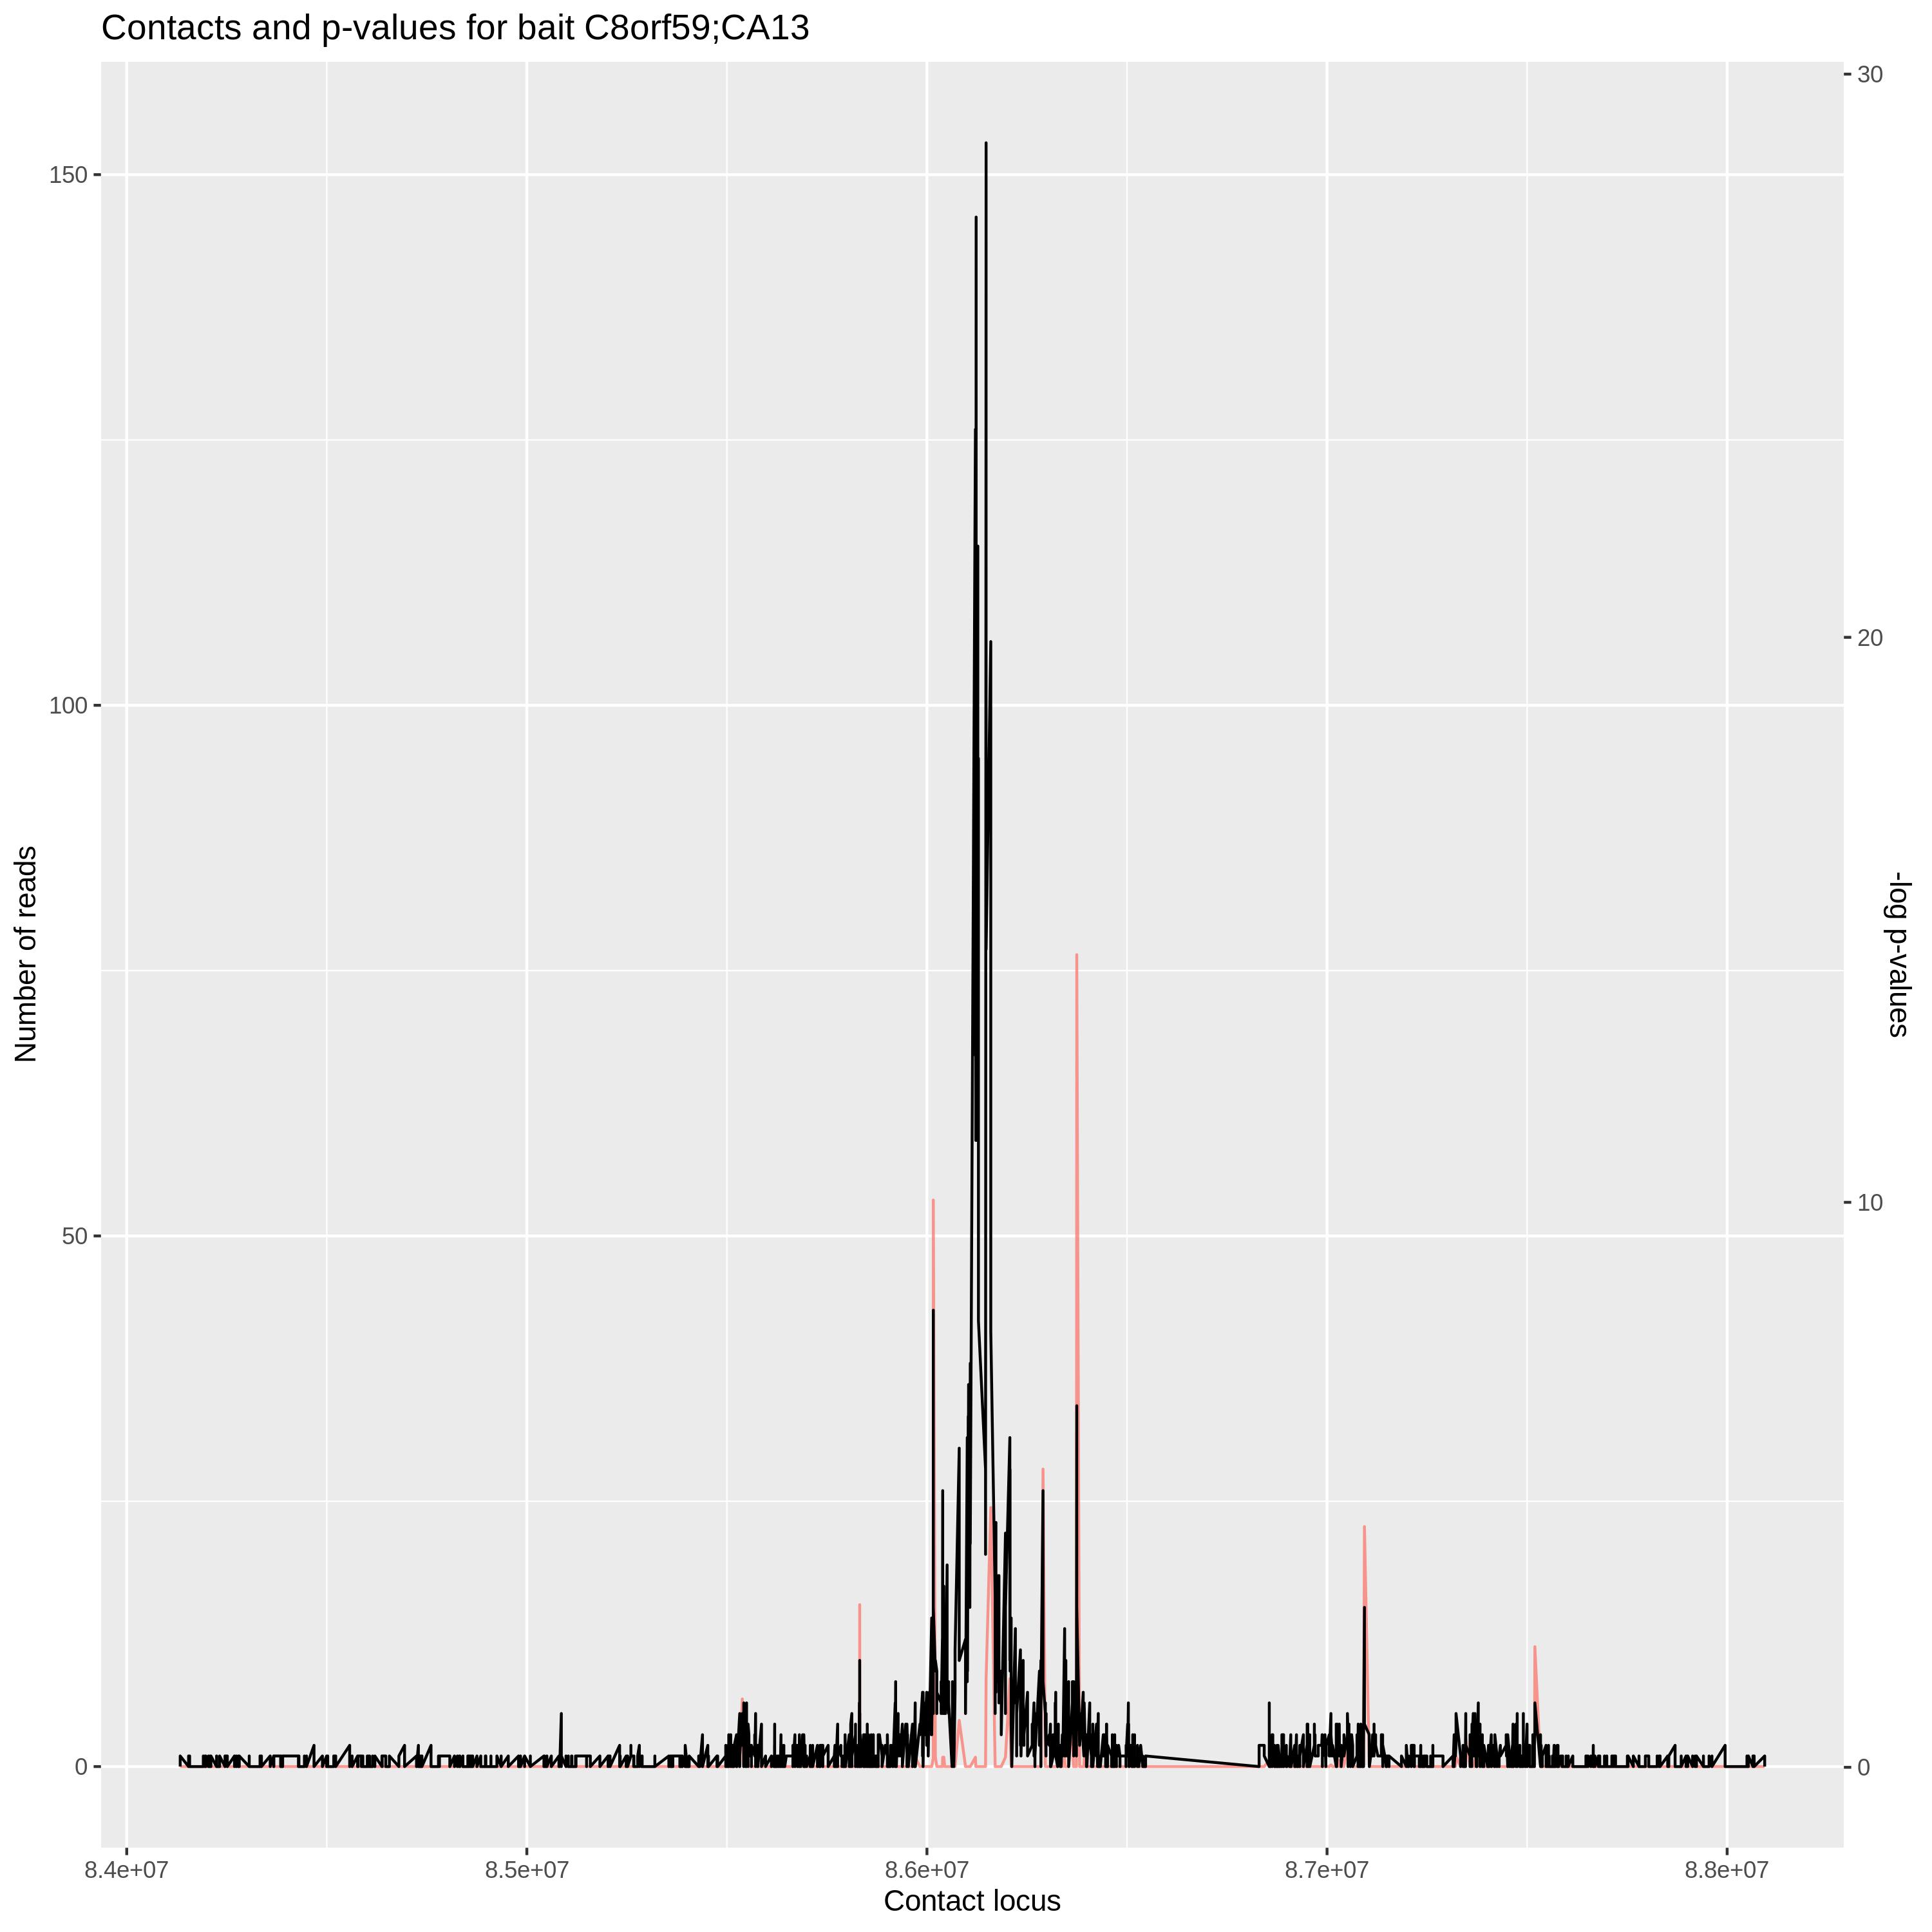 Contacts and p-values for bait C8orf59;CA13
150
100
50
0
30
20
10
0
Number of reads
-log p-values
8.4e+07
8.5e+07
8.6e+07
8.7e+07
8.8e+07
Contact locus